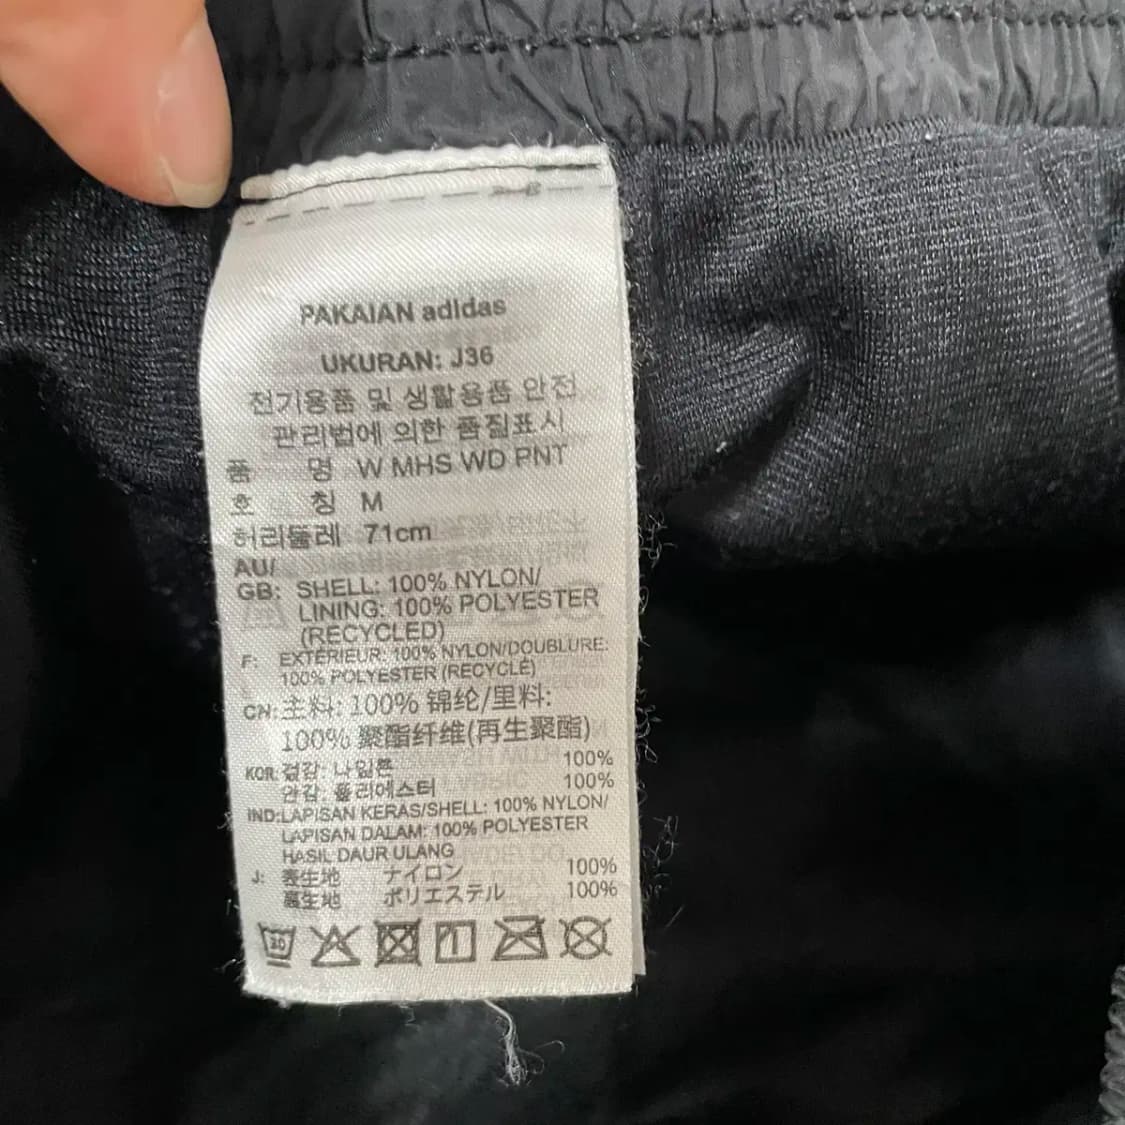 PAKAIAN adidas
UKURAN: J36
전기용품 및 생활용품 안전
관리법에 의한 품질표시
품 명 W MHS WD PNT
호 칭 M
허리둘레 71cm
AU/
GB: SHELL: 100% NYLON/
LINING: 100% POLYESTER
(RECYCLED)
F: EXTÉRIEUR: 100% NYLON/DOUBLURE:
100% POLYESTER (RECYCLÉ)
CN: 主料: 100% 锦纶/里料:
100% 聚酯纤维(再生聚酯)
KOR: 겉감: 나일론 100%
안감: 폴리에스터 100%
IND: LAPISAN KERAS/SHELL: 100% NYLON/
LAPISAN DALAM: 100% POLYESTER
HASIL DAUR ULANG
J: 表生地 ナイロン 100%
裏生地 ポリエステル 100%
30